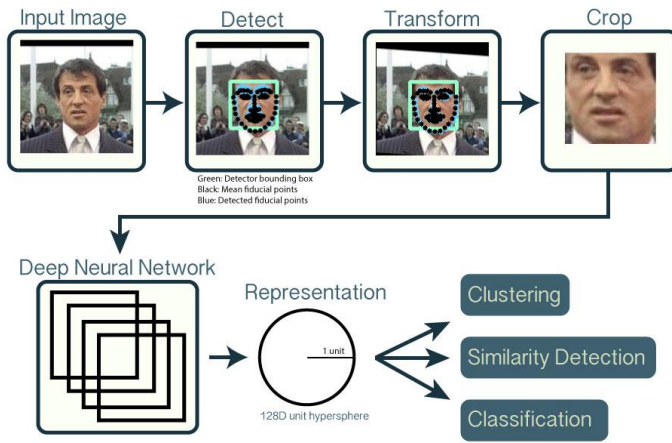 Input Image
Detect
Transform
Crop
Green: Detector bounding box
Black: Mean fiducial points
Blue: Detected fiducial points
Deep Neural Network
Representation
1 unit
128D unit hypersphere
Clustering
Similarity Detection
Classification